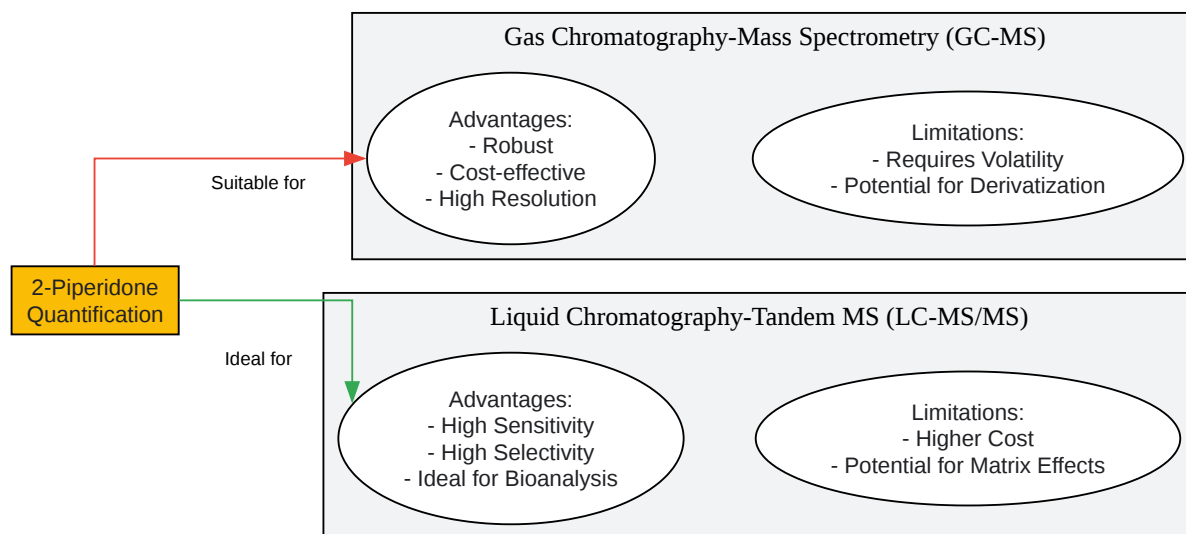 Gas Chromatography-Mass Spectrometry (GC-MS)
Advantages:
- Robust
- Cost-effective
- High Resolution
Limitations:
- Requires Volatility
- Potential for Derivatization
Suitable for
2-Piperidone
Quantification
Ideal for
Liquid Chromatography-Tandem MS (LC-MS/MS)
Advantages:
- High Sensitivity
- High Selectivity
- Ideal for Bioanalysis
Limitations:
- Higher Cost
- Potential for Matrix Effects